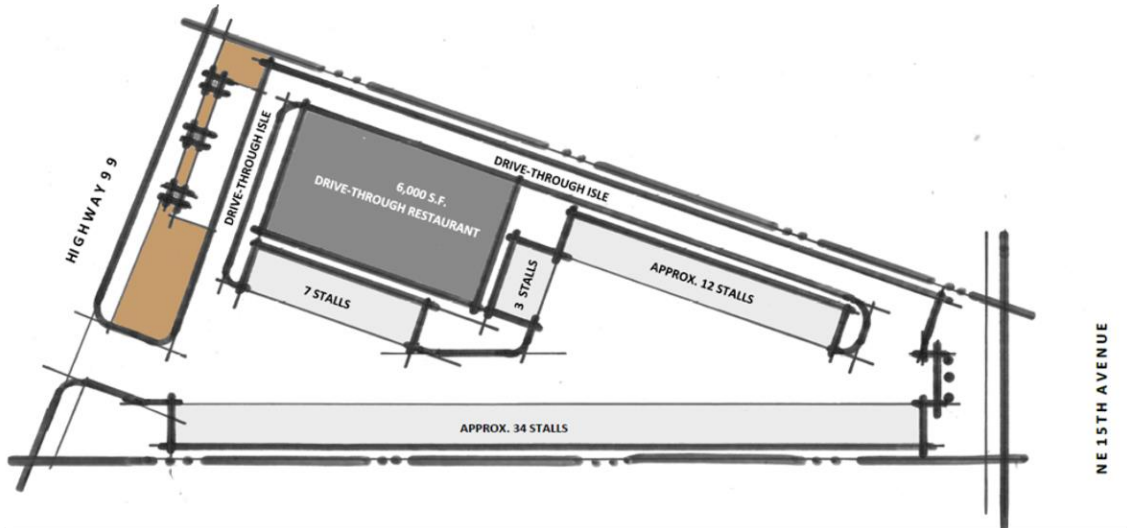 HIGHWAY 99
DRIVE-THROUGH ISLE
6,000 S.F.
DRIVE-THROUGH RESTAURANT
DRIVE-THROUGH ISLE
7 STALLS
3 STALLS
APPROX. 12 STALLS
APPROX. 34 STALLS
NE 15TH AVENUE